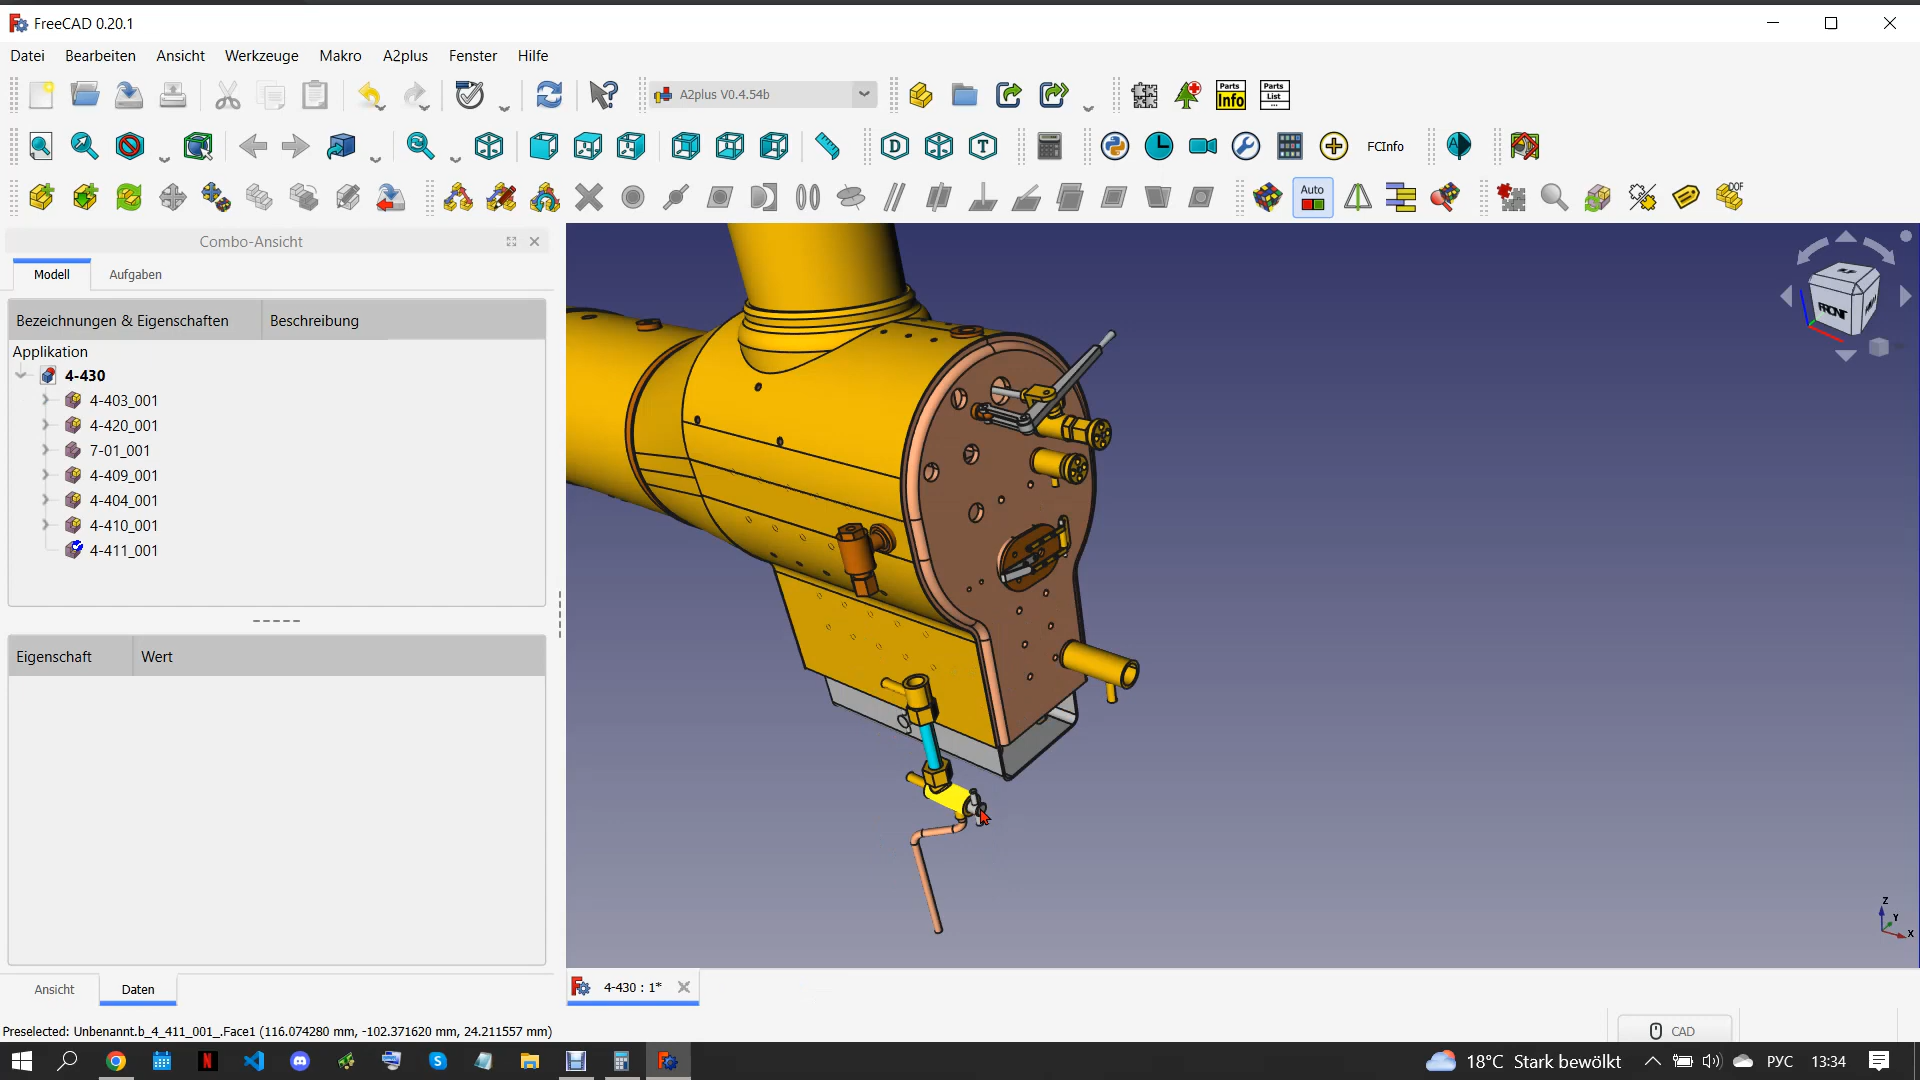 FreeCAD 0.20.1
Datei Bearbeiten Ansicht Werkzeuge Makro A2plus Fenster Hilfe
A2plus V0.4.54b
Parts Info
Parts List
D T
FCInfo
Auto
DOF
Combo-Ansicht
Modell Aufgaben
Bezeichnungen & Eigenschaften Beschreibung
Applikation
4-430
4-403_001
4-420_001
7-01_001
4-409_001
4-404_001
4-410_001
4-411_001
FRONT
Eigenschaft Wert
Z
Y
X
Ansicht Daten
4-430 : 1*
Preselected: Unbenannt.b_4_411_001_.Face1 (116.074280 mm, -102.371620 mm, 24.211557 mm)
CAD
18°C Stark bewölkt
РУС
13:34